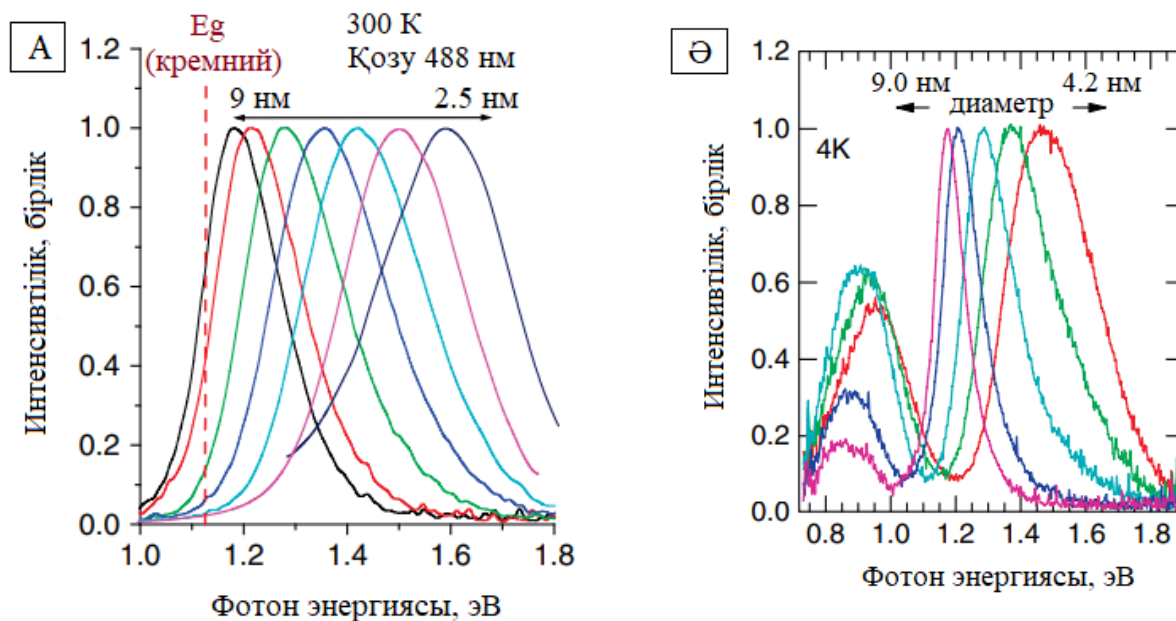 А
Eg
(кремний)
300 К
Қозу 488 нм
9 нм
2.5 нм
1.2
1.0
0.8
0.6
0.4
0.2
0.0
1.0
1.2
1.4
1.6
1.8
Интенсивтілік, бірлік
Фотон энергиясы, эВ
Ә
9.0 нм
4.2 нм
диаметр
4K
1.2
1.0
0.8
0.6
0.4
0.2
0.0
0.8
1.0
1.2
1.4
1.6
1.8
Интенсивтілік, бірлік
Фотон энергиясы, эВ